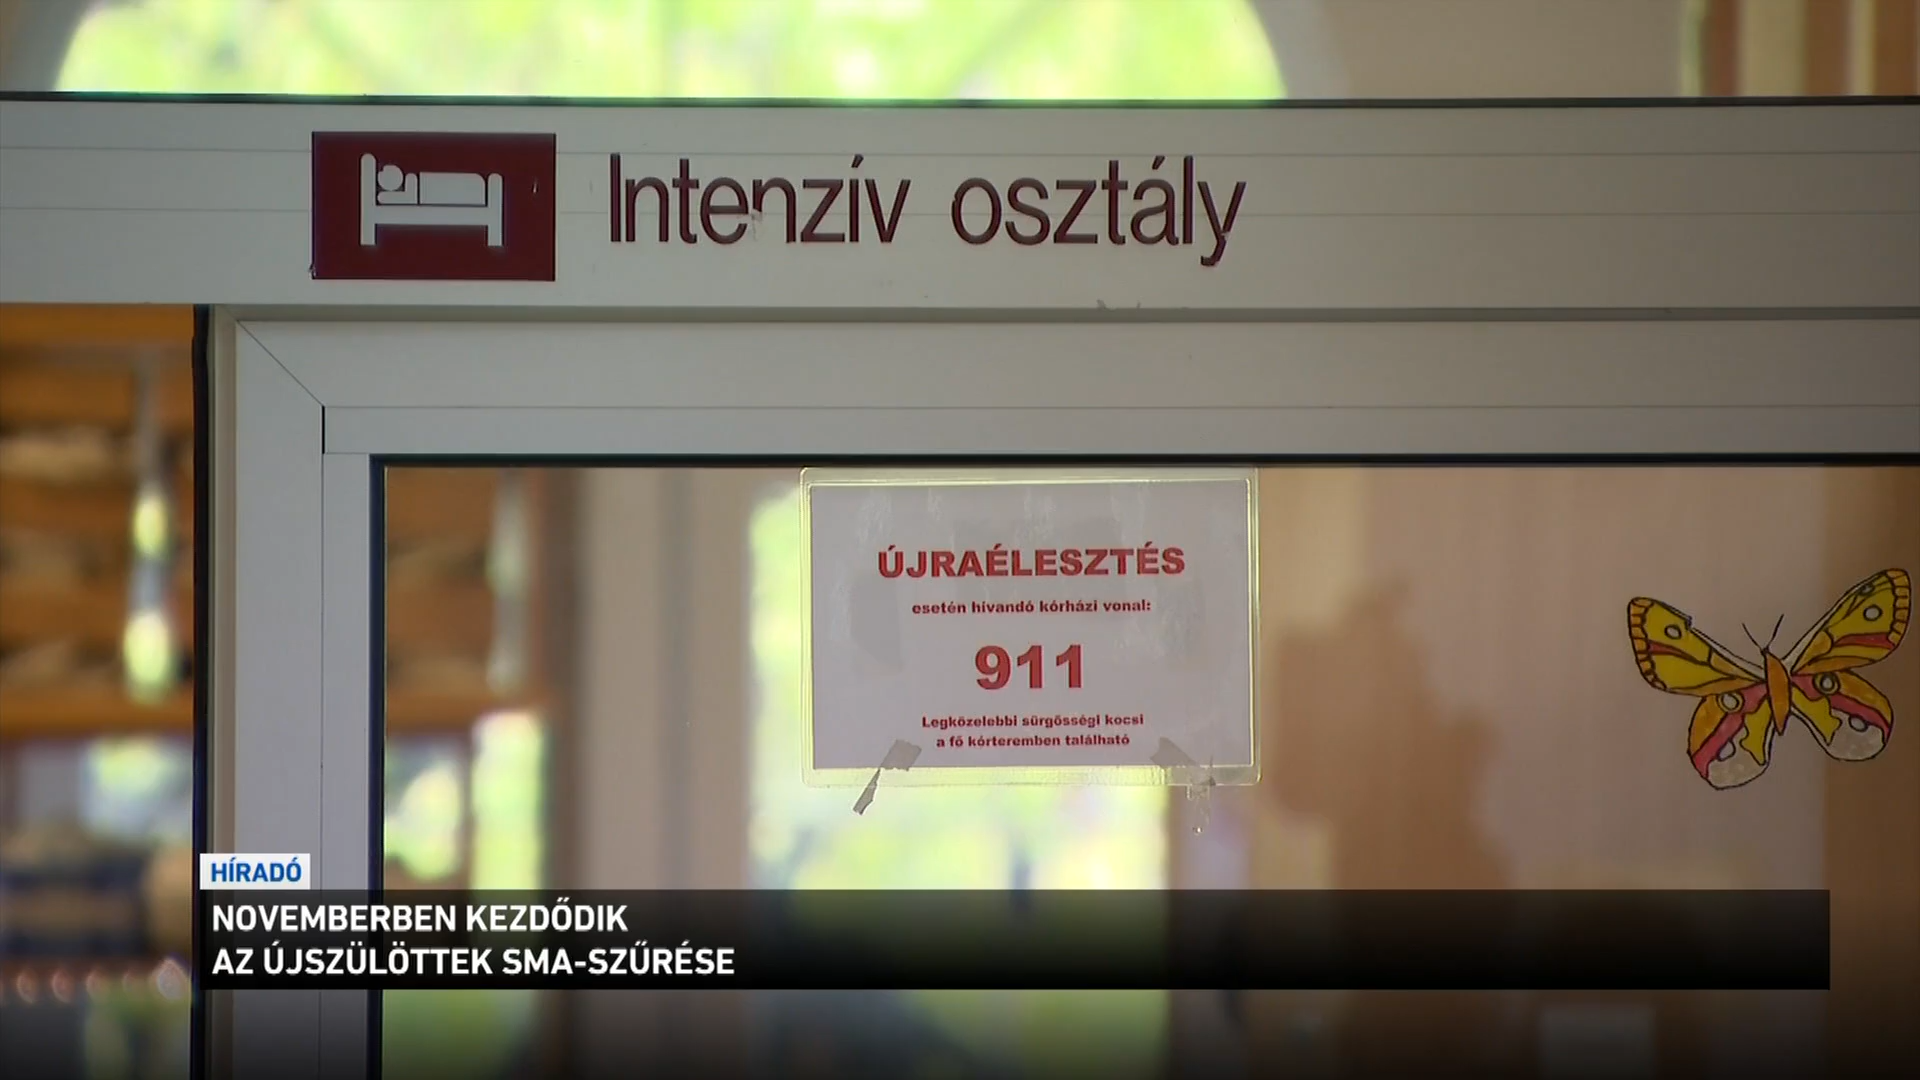 Intenzív osztály
ÚJRAÉLESZTÉS
esetén hívandó kórházi vonal:
911
Legközelebbi sürgősségi kocsi
a fő kórteremben található
HÍRADÓ
NOVEMBERBEN KEZDŐDIK
AZ ÚJSZÜLÖTTEK SMA-SZŰRÉSE